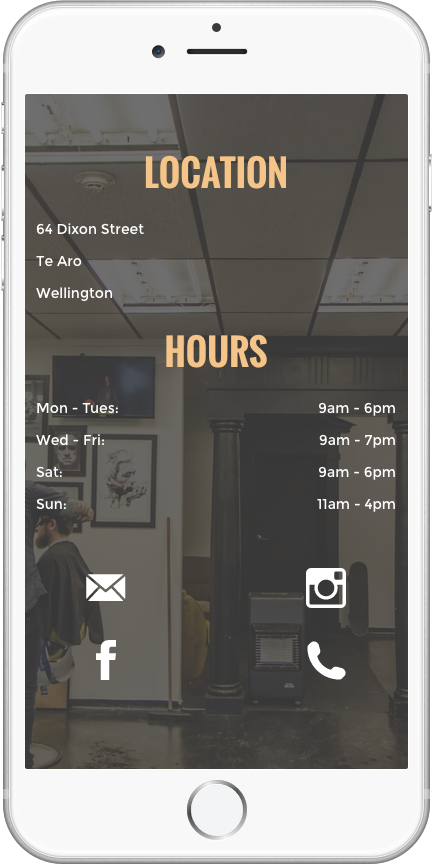 LOCATION
64 Dixon Street
Te Aro
Wellington
HOURS
Mon - Tues: 9am - 6pm
Wed - Fri: 9am - 7pm
Sat: 9am - 6pm
Sun: 11am - 4pm